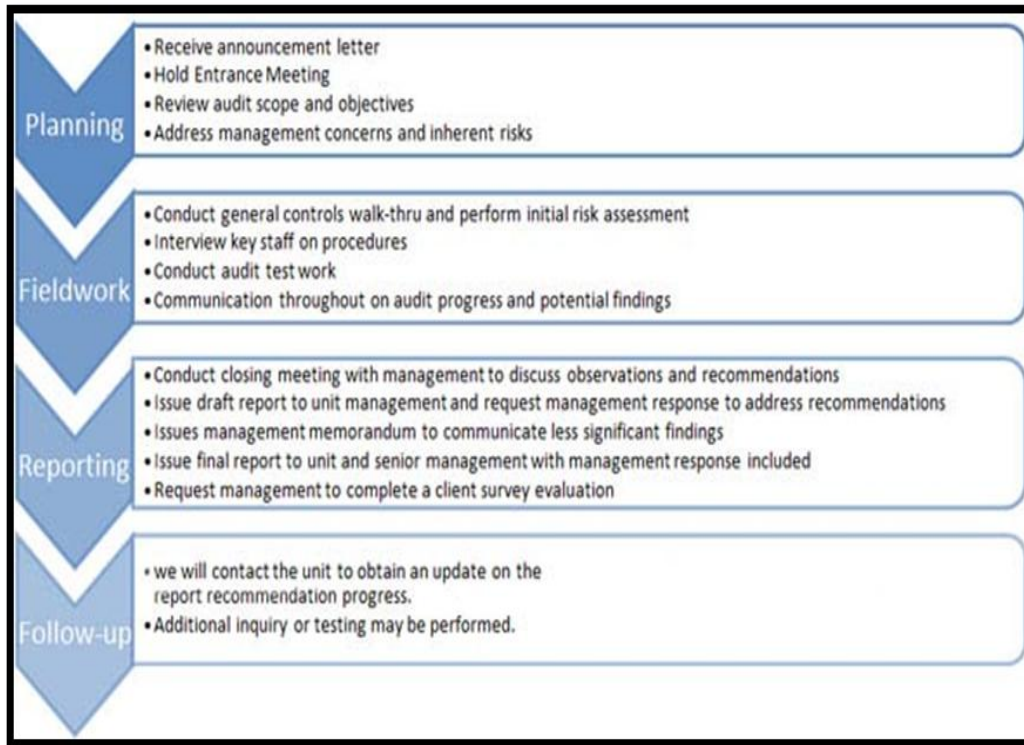 Planning
• Receive announcement letter
• Hold Entrance Meeting
• Review audit scope and objectives
• Address management concerns and inherent risks
Fieldwork
• Conduct general controls walk-thru and perform initial risk assessment
• Interview key staff on procedures
• Conduct audit test work
• Communication throughout on audit progress and potential findings
Reporting
• Conduct closing meeting with management to discuss observations and recommendations
• Issue draft report to unit management and request management response to address recommendations
• Issues management memorandum to communicate less significant findings
• Issue final report to unit and senior management with management response included
• Request management to complete a client survey evaluation
Follow-up
• we will contact the unit to obtain an update on the
report recommendation progress.
• Additional inquiry or testing may be performed.